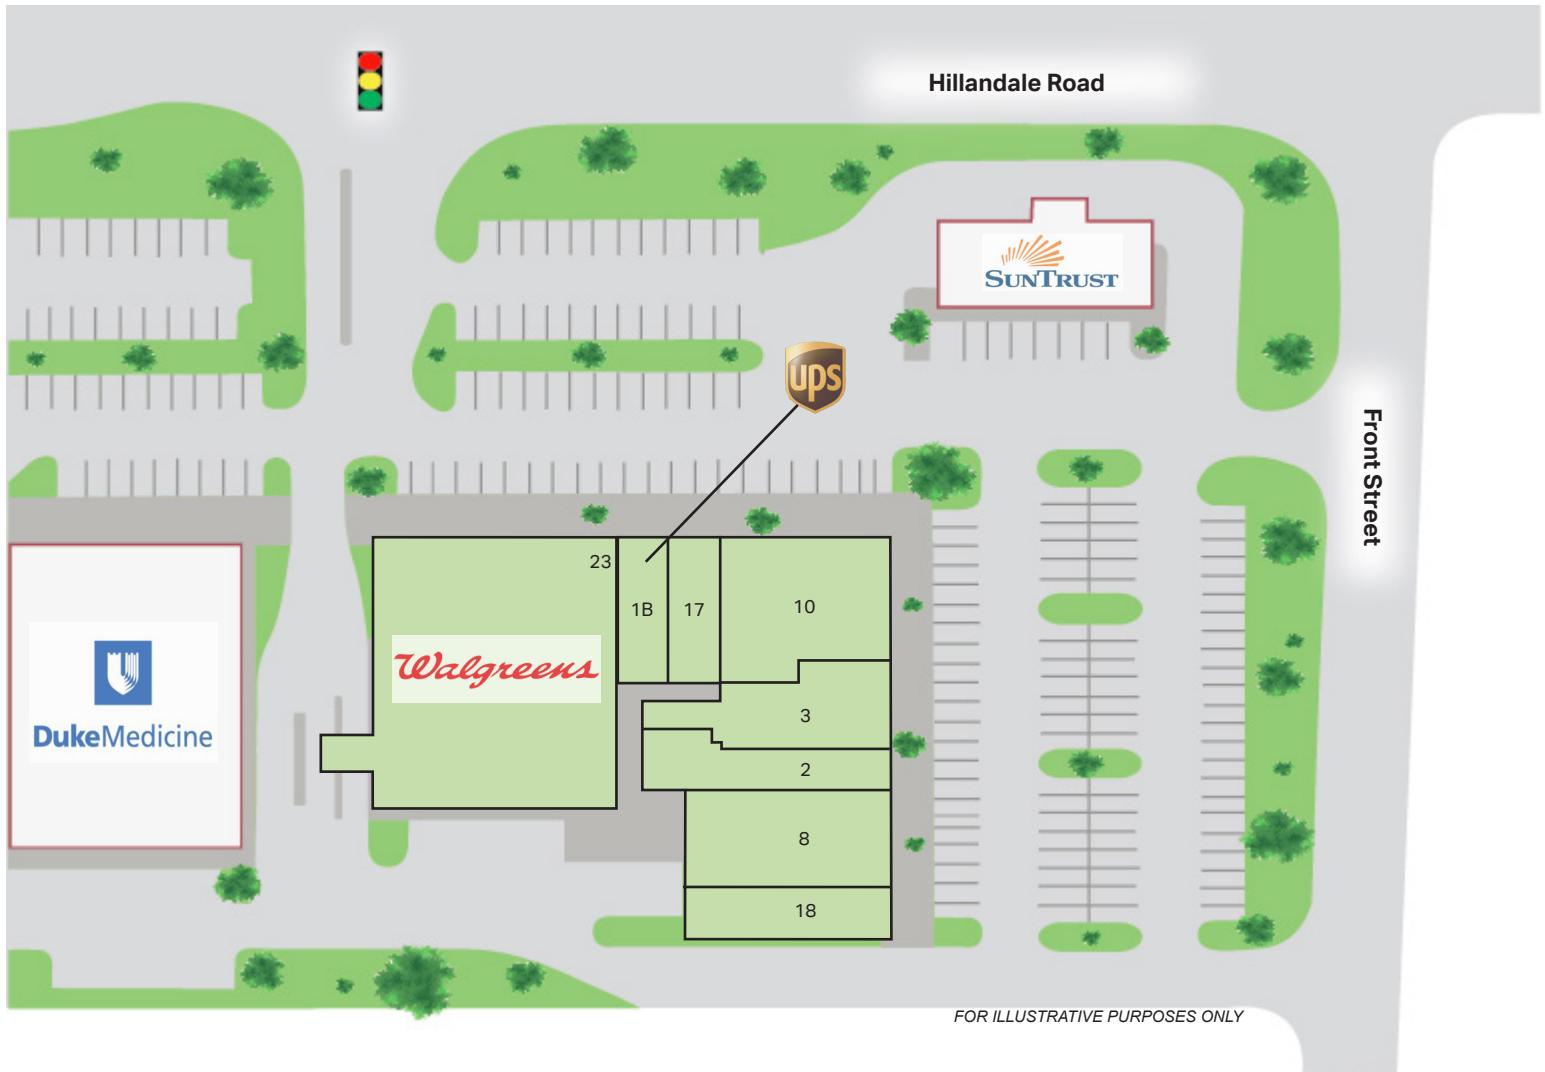 Hillandale Road
SUNTRUST
ups
Front Street
23
1B
17
10
Walgreens
3
DukeMedicine
2
8
18
FOR ILLUSTRATIVE PURPOSES ONLY